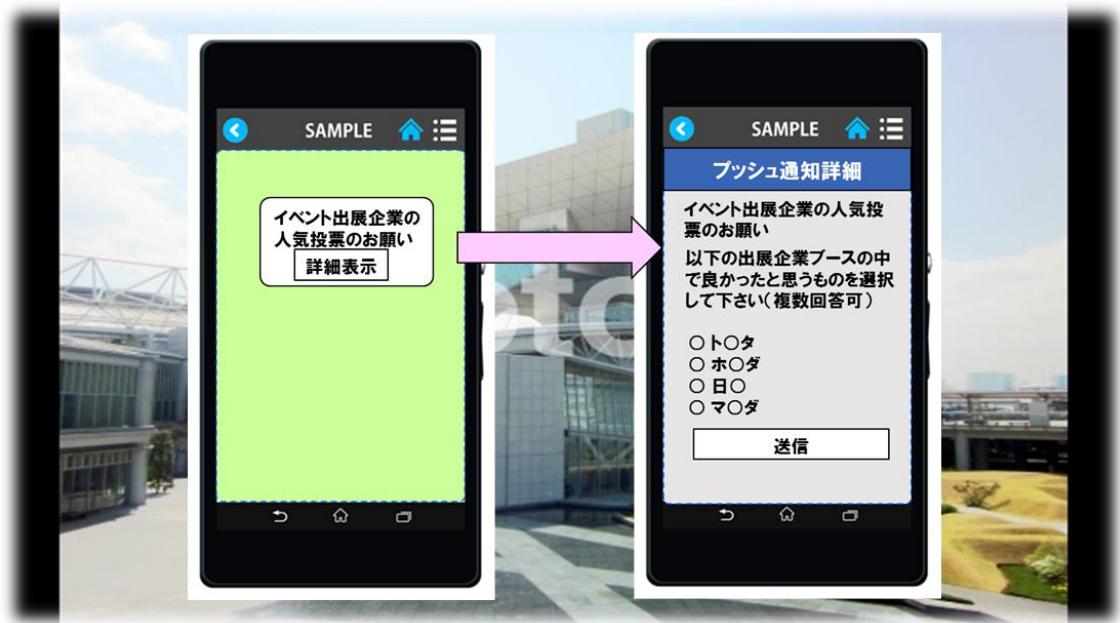 SAMPLE
イベント出展企業の
人気投票のお願い
詳細表示
SAMPLE
プッシュ通知詳細
イベント出展企業の人気投
票のお願い
以下の出展企業ブースの中
で良かったと思うものを選択
して下さい(複数回答可)
○ ト○タ
○ ホ○ダ
○ 日○
○ マ○ダ
送信